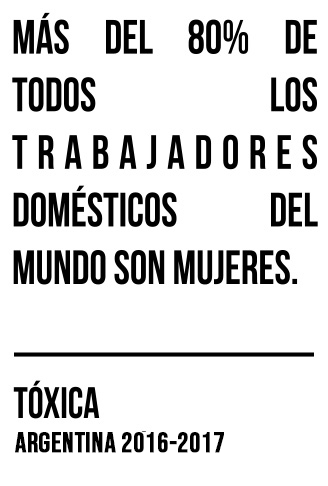 MÁS DEL 80% DE
TODOS LOS
TRABAJADORES
DOMÉSTICOS DEL
MUNDO SON MUJERES.
TÓXICA
ARGENTINA 2016-2017